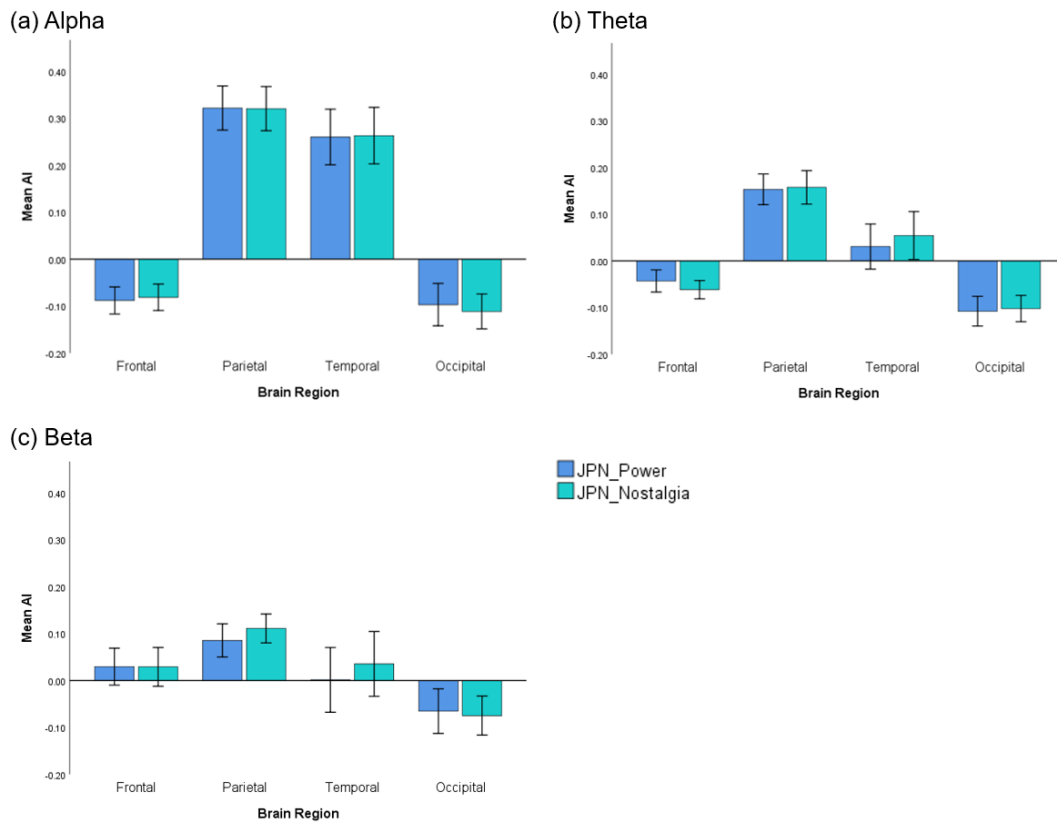 (a) Alpha
Mean AI
0.40
0.30
0.20
0.10
0.00
-0.10
-0.20
Frontal Parietal Temporal Occipital
Brain Region
(b) Theta
Mean AI
0.40
0.30
0.20
0.10
0.00
-0.10
-0.20
Frontal Parietal Temporal Occipital
Brain Region
(c) Beta
Mean AI
0.40
0.30
0.20
0.10
0.00
-0.10
-0.20
Frontal Parietal Temporal Occipital
Brain Region
JPN_Power
JPN_Nostalgia